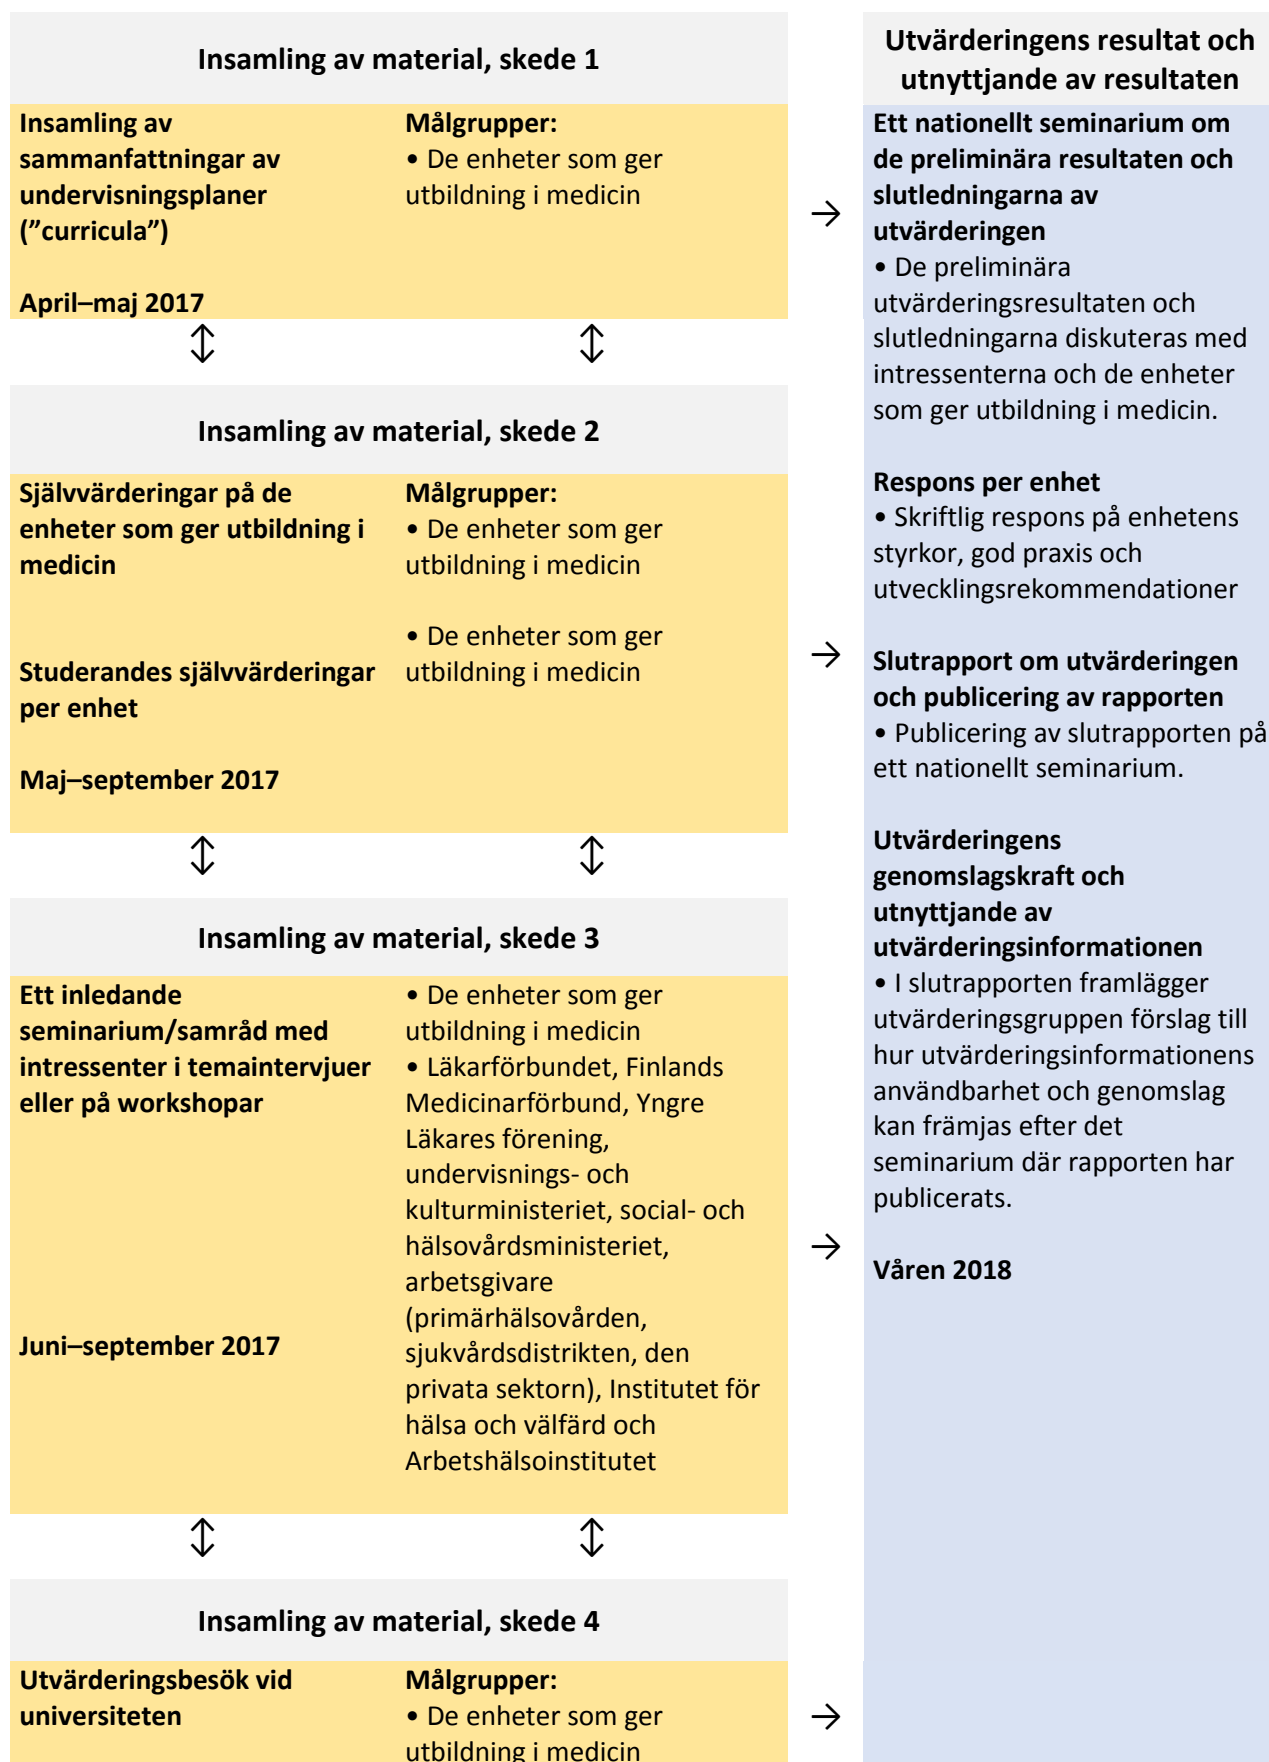 Insamling av material, skede 1
Insamling av
sammanfattningar av
undervisningsplaner
(”curricula”)
April–maj 2017
Målgrupper:
• De enheter som ger
utbildning i medicin
→
↕ ↕
Insamling av material, skede 2
Självvärderingar på de
enheter som ger utbildning i
medicin
Studerandes självvärderingar
per enhet
Maj–september 2017
Målgrupper:
• De enheter som ger
utbildning i medicin
• De enheter som ger
utbildning i medicin
→
↕ ↕
Insamling av material, skede 3
Ett inledande
seminarium/samråd med
intressenter i temaintervjuer
eller på workshopar
Juni–september 2017
• De enheter som ger
utbildning i medicin
• Läkarförbundet, Finlands
Medicinarförbund, Yngre
Läkares förening,
undervisnings- och
kulturministeriet, social- och
hälsovårdsministeriet,
arbetsgivare
(primärhälsovården,
sjukvårdsdistrikten, den
privata sektorn), Institutet för
hälsa och välfärd och
Arbetshälsoinstitutet
→
↕ ↕
Insamling av material, skede 4
Utvärderingsbesök vid
universiteten
Målgrupper:
• De enheter som ger
utbildning i medicin
→
Utvärderingens resultat och
utnyttjande av resultaten
Ett nationellt seminarium om
de preliminära resultaten och
slutledningarna av
utvärderingen
• De preliminära
utvärderingsresultaten och
slutledningarna diskuteras med
intressenterna och de enheter
som ger utbildning i medicin.
Respons per enhet
• Skriftlig respons på enhetens
styrkor, god praxis och
utvecklingsrekommendationer
Slutrapport om utvärderingen
och publicering av rapporten
• Publicering av slutrapporten på
ett nationellt seminarium.
Utvärderingens
genomslagskraft och
utnyttjande av
utvärderingsinformationen
• I slutrapporten framlägger
utvärderingsgruppen förslag till
hur utvärderingsinformationens
användbarhet och genomslag
kan främjas efter det
seminarium där rapporten har
publicerats.
Våren 2018